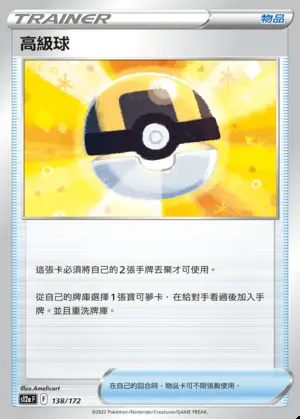 TRAINER 物品
高級球
這張卡必須將自己的2張手牌丟棄才可使用。
從自己的牌庫選擇1張寶可夢卡，在給對手看過後加入手
牌。並且重洗牌庫。
Illus.Amelicart
s12a F F 138/172
在自己的回合時，物品卡可不限張數使用。
©2022 Pokémon/Nintendo/Creatures/GAME FREAK.